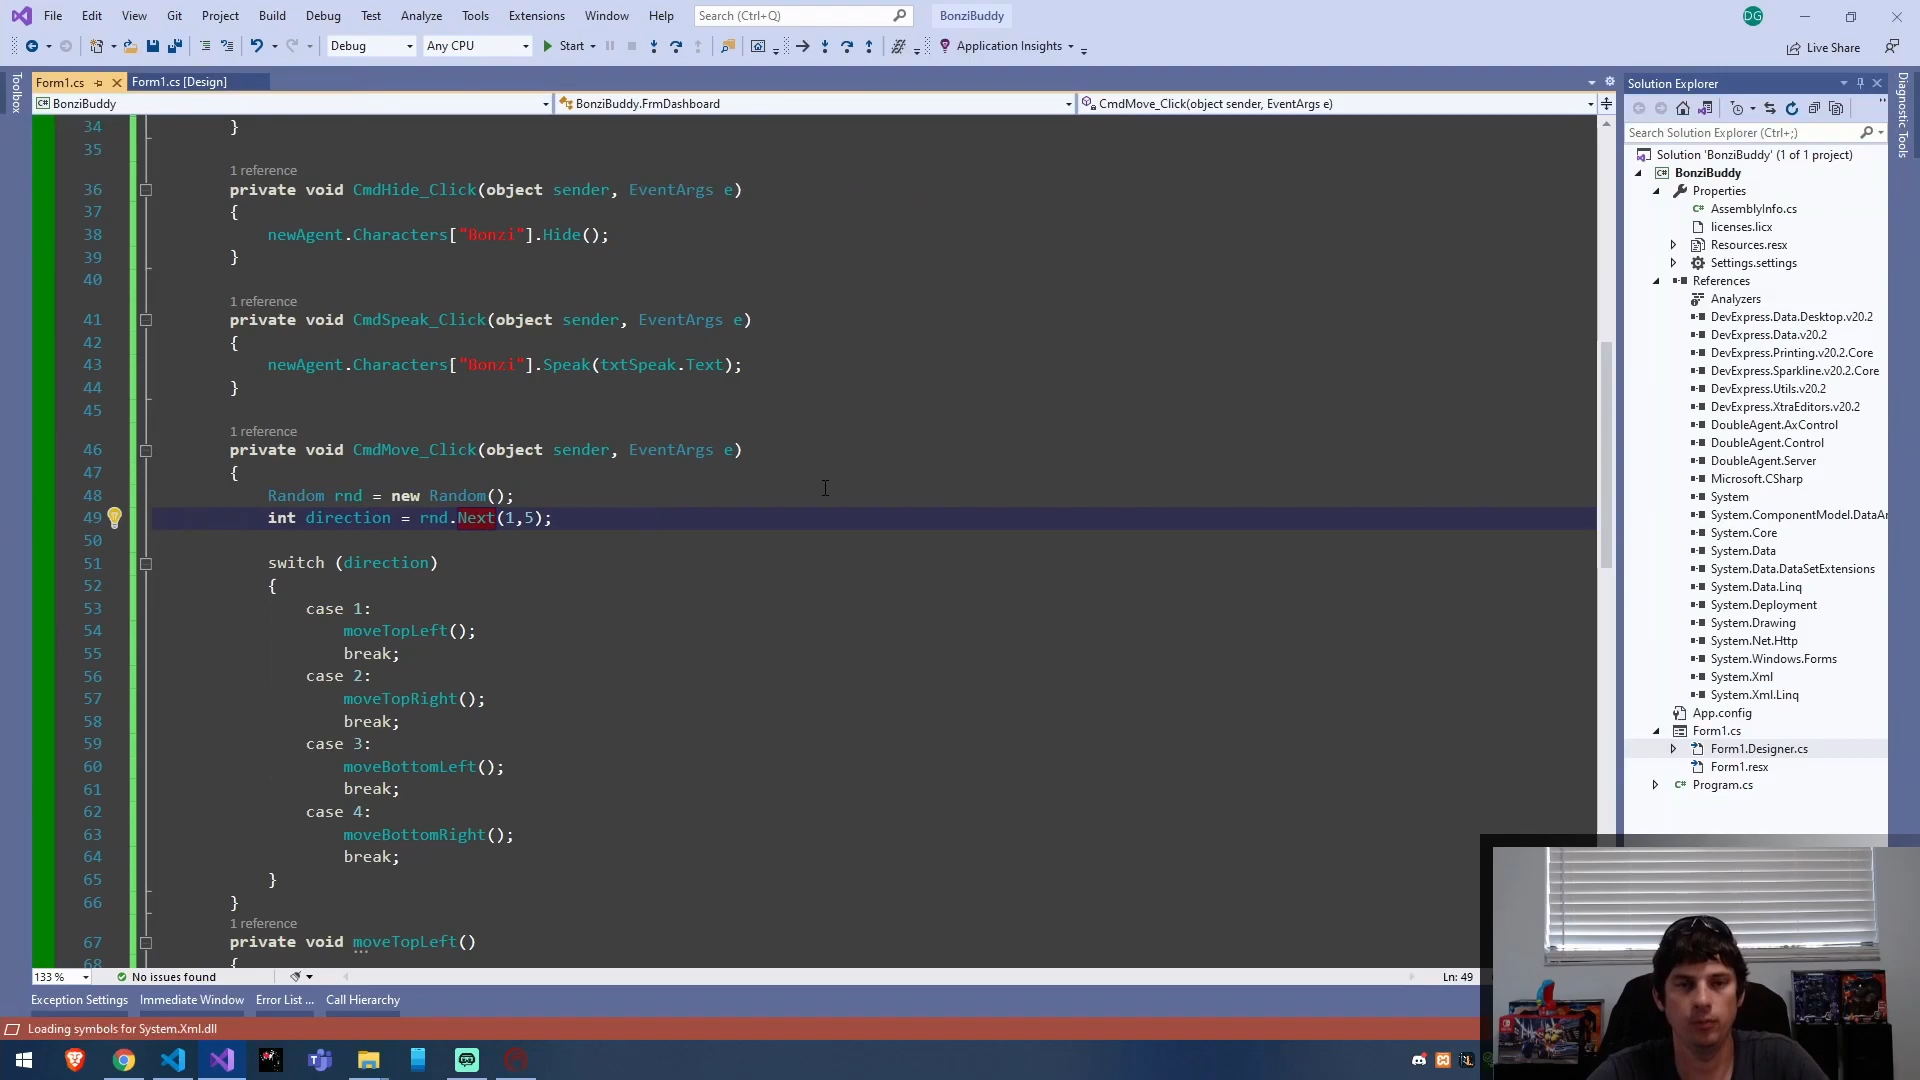 File Edit View Git Project Build Debug Test Analyze Tools Extensions Window Help Search (Ctrl+Q) BonziBuddy DG
Debug Any CPU Start Application Insights Live Share
Toolbox
Form1.cs Form1.cs [Design]
BonziBuddy BonziBuddy.FrmDashboard CmdMove_Click(object sender, EventArgs e)
34 }
35
1 reference
36 private void CmdHide_Click(object sender, EventArgs e)
37 {
38 newAgent.Characters["Bonzi"].Hide();
39 }
40
1 reference
41 private void CmdSpeak_Click(object sender, EventArgs e)
42 {
43 newAgent.Characters["Bonzi"].Speak(txtSpeak.Text);
44 }
45
1 reference
46 private void CmdMove_Click(object sender, EventArgs e)
47 {
48 Random rnd = new Random();
49 int direction = rnd.Next(1,5);
50
51 switch (direction)
52 {
53 case 1:
54 moveTopLeft();
55 break;
56 case 2:
57 moveTopRight();
58 break;
59 case 3:
60 moveBottomLeft();
61 break;
62 case 4:
63 moveBottomRight();
64 break;
65 }
66 }
1 reference
67 private void moveTopLeft()
68 {
133 % No issues found Ln: 49
Exception Settings Immediate Window Error List ... Call Hierarchy
Loading symbols for System.Xml.dll
Solution Explorer
Search Solution Explorer (Ctrl+;)
Solution 'BonziBuddy' (1 of 1 project)
BonziBuddy
Properties
AssemblyInfo.cs
licenses.licx
Resources.resx
Settings.settings
References
Analyzers
DevExpress.Data.Desktop.v20.2
DevExpress.Data.v20.2
DevExpress.Printing.v20.2.Core
DevExpress.Sparkline.v20.2.Core
DevExpress.Utils.v20.2
DevExpress.XtraEditors.v20.2
DoubleAgent.AxControl
DoubleAgent.Control
DoubleAgent.Server
Microsoft.CSharp
System
System.ComponentModel.DataAr
System.Core
System.Data
System.Data.DataSetExtensions
System.Data.Linq
System.Deployment
System.Drawing
System.Net.Http
System.Windows.Forms
System.Xml
System.Xml.Linq
App.config
Form1.cs
Form1.Designer.cs
Form1.resx
Program.cs
Diagnostic Tools